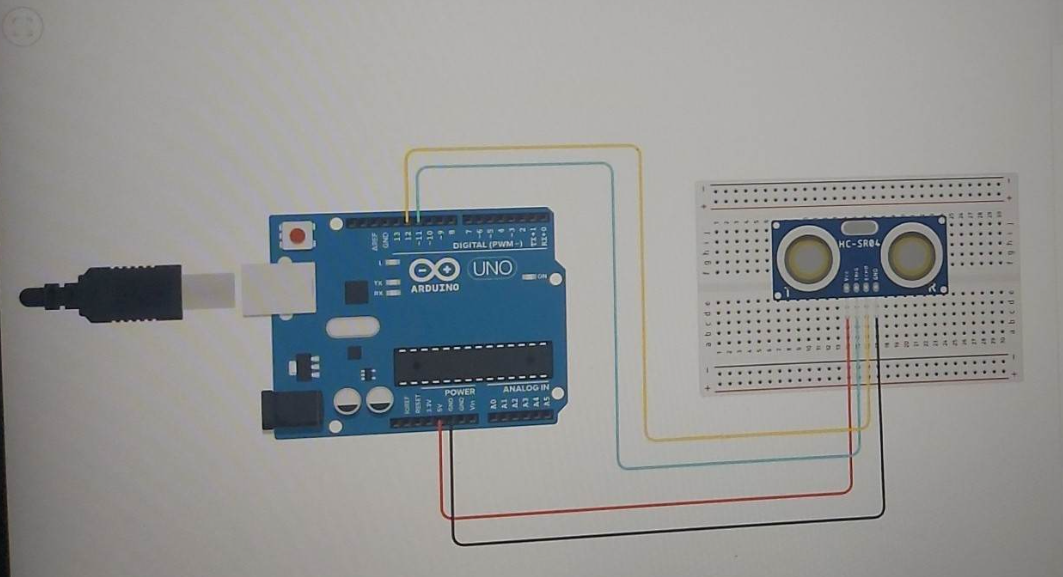 AREF
GND
13
12
~11
~10
~9
8
7
~6
~5
4
~3
2
TX→1
RX←0
DIGITAL (PWM~)
L
TX
RX
UNO
ARDUINO
ON
HC-SR04
Vcc
Trig
Echo
GND
T
R
POWER
ANALOG IN
IOREF
RESET
3.3V
5V
GND
GND
Vin
A0
A1
A2
A3
A4
A5
f g h i j
f g h i j
a b c d e
a b c d e